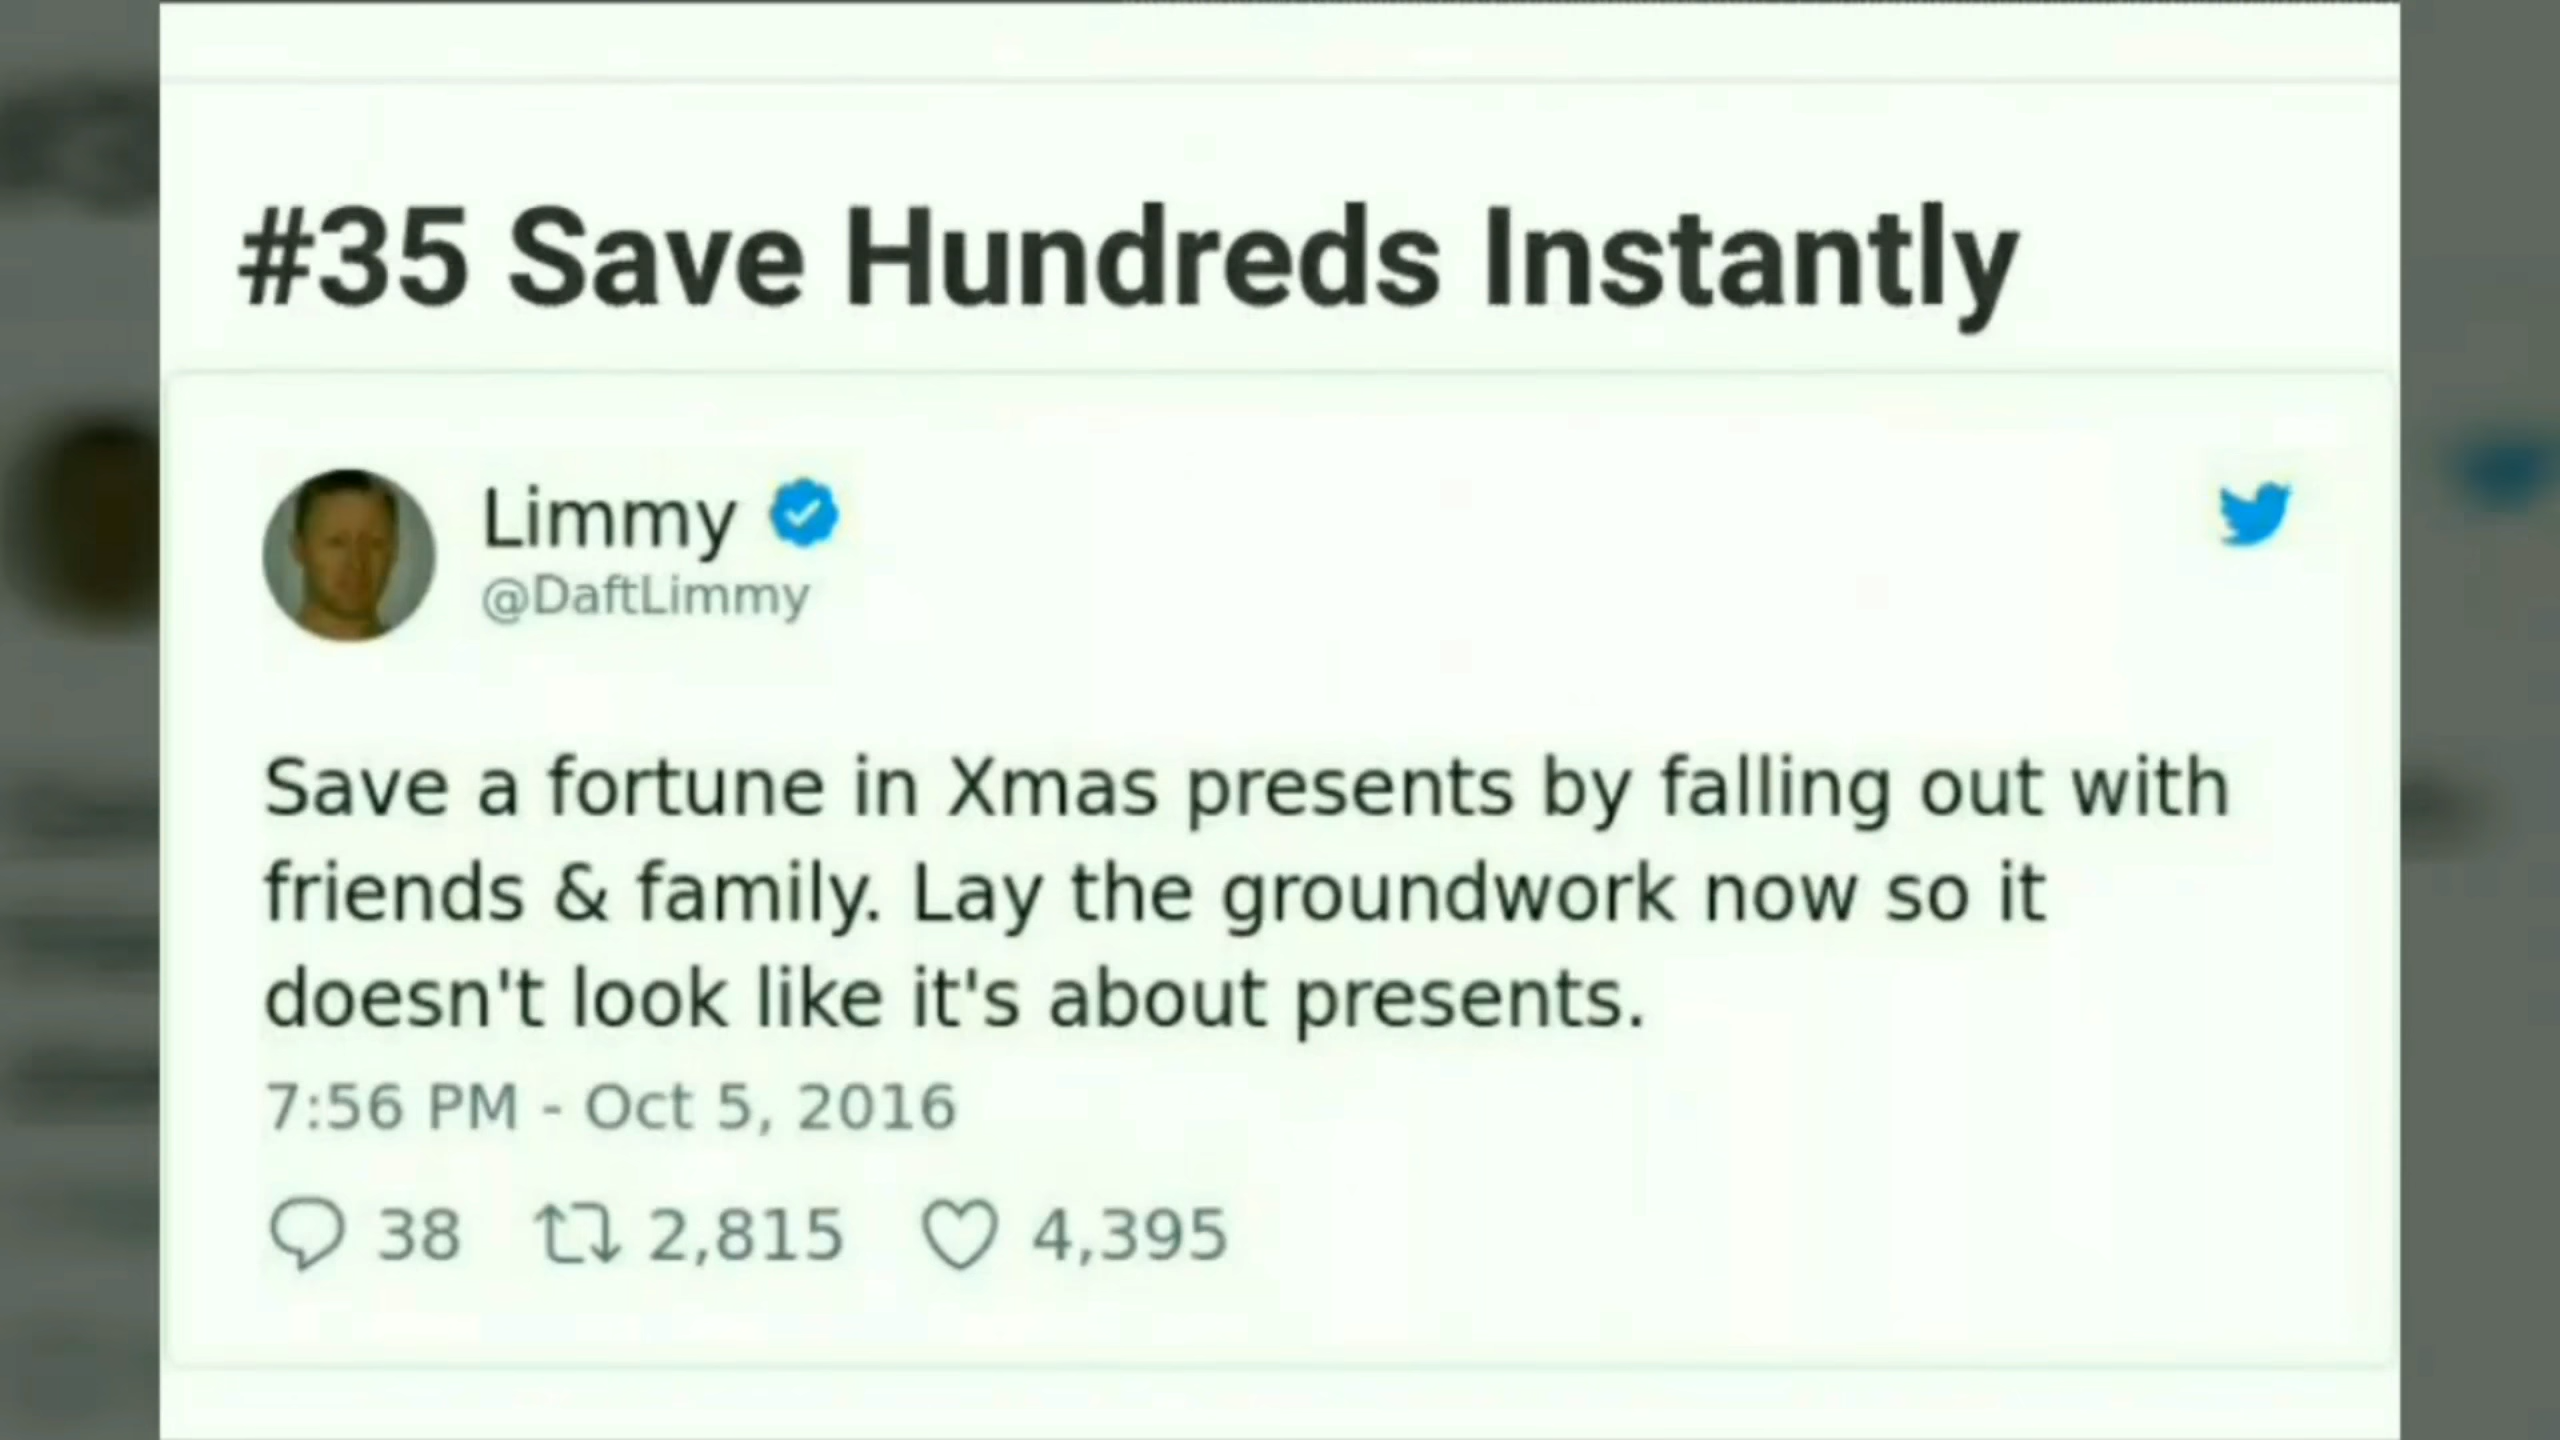 #35 Save Hundreds Instantly
Limmy
@DaftLimmy
Save a fortune in Xmas presents by falling out with
friends & family. Lay the groundwork now so it
doesn't look like it's about presents.
7:56 PM - Oct 5, 2016
38 2,815 4,395